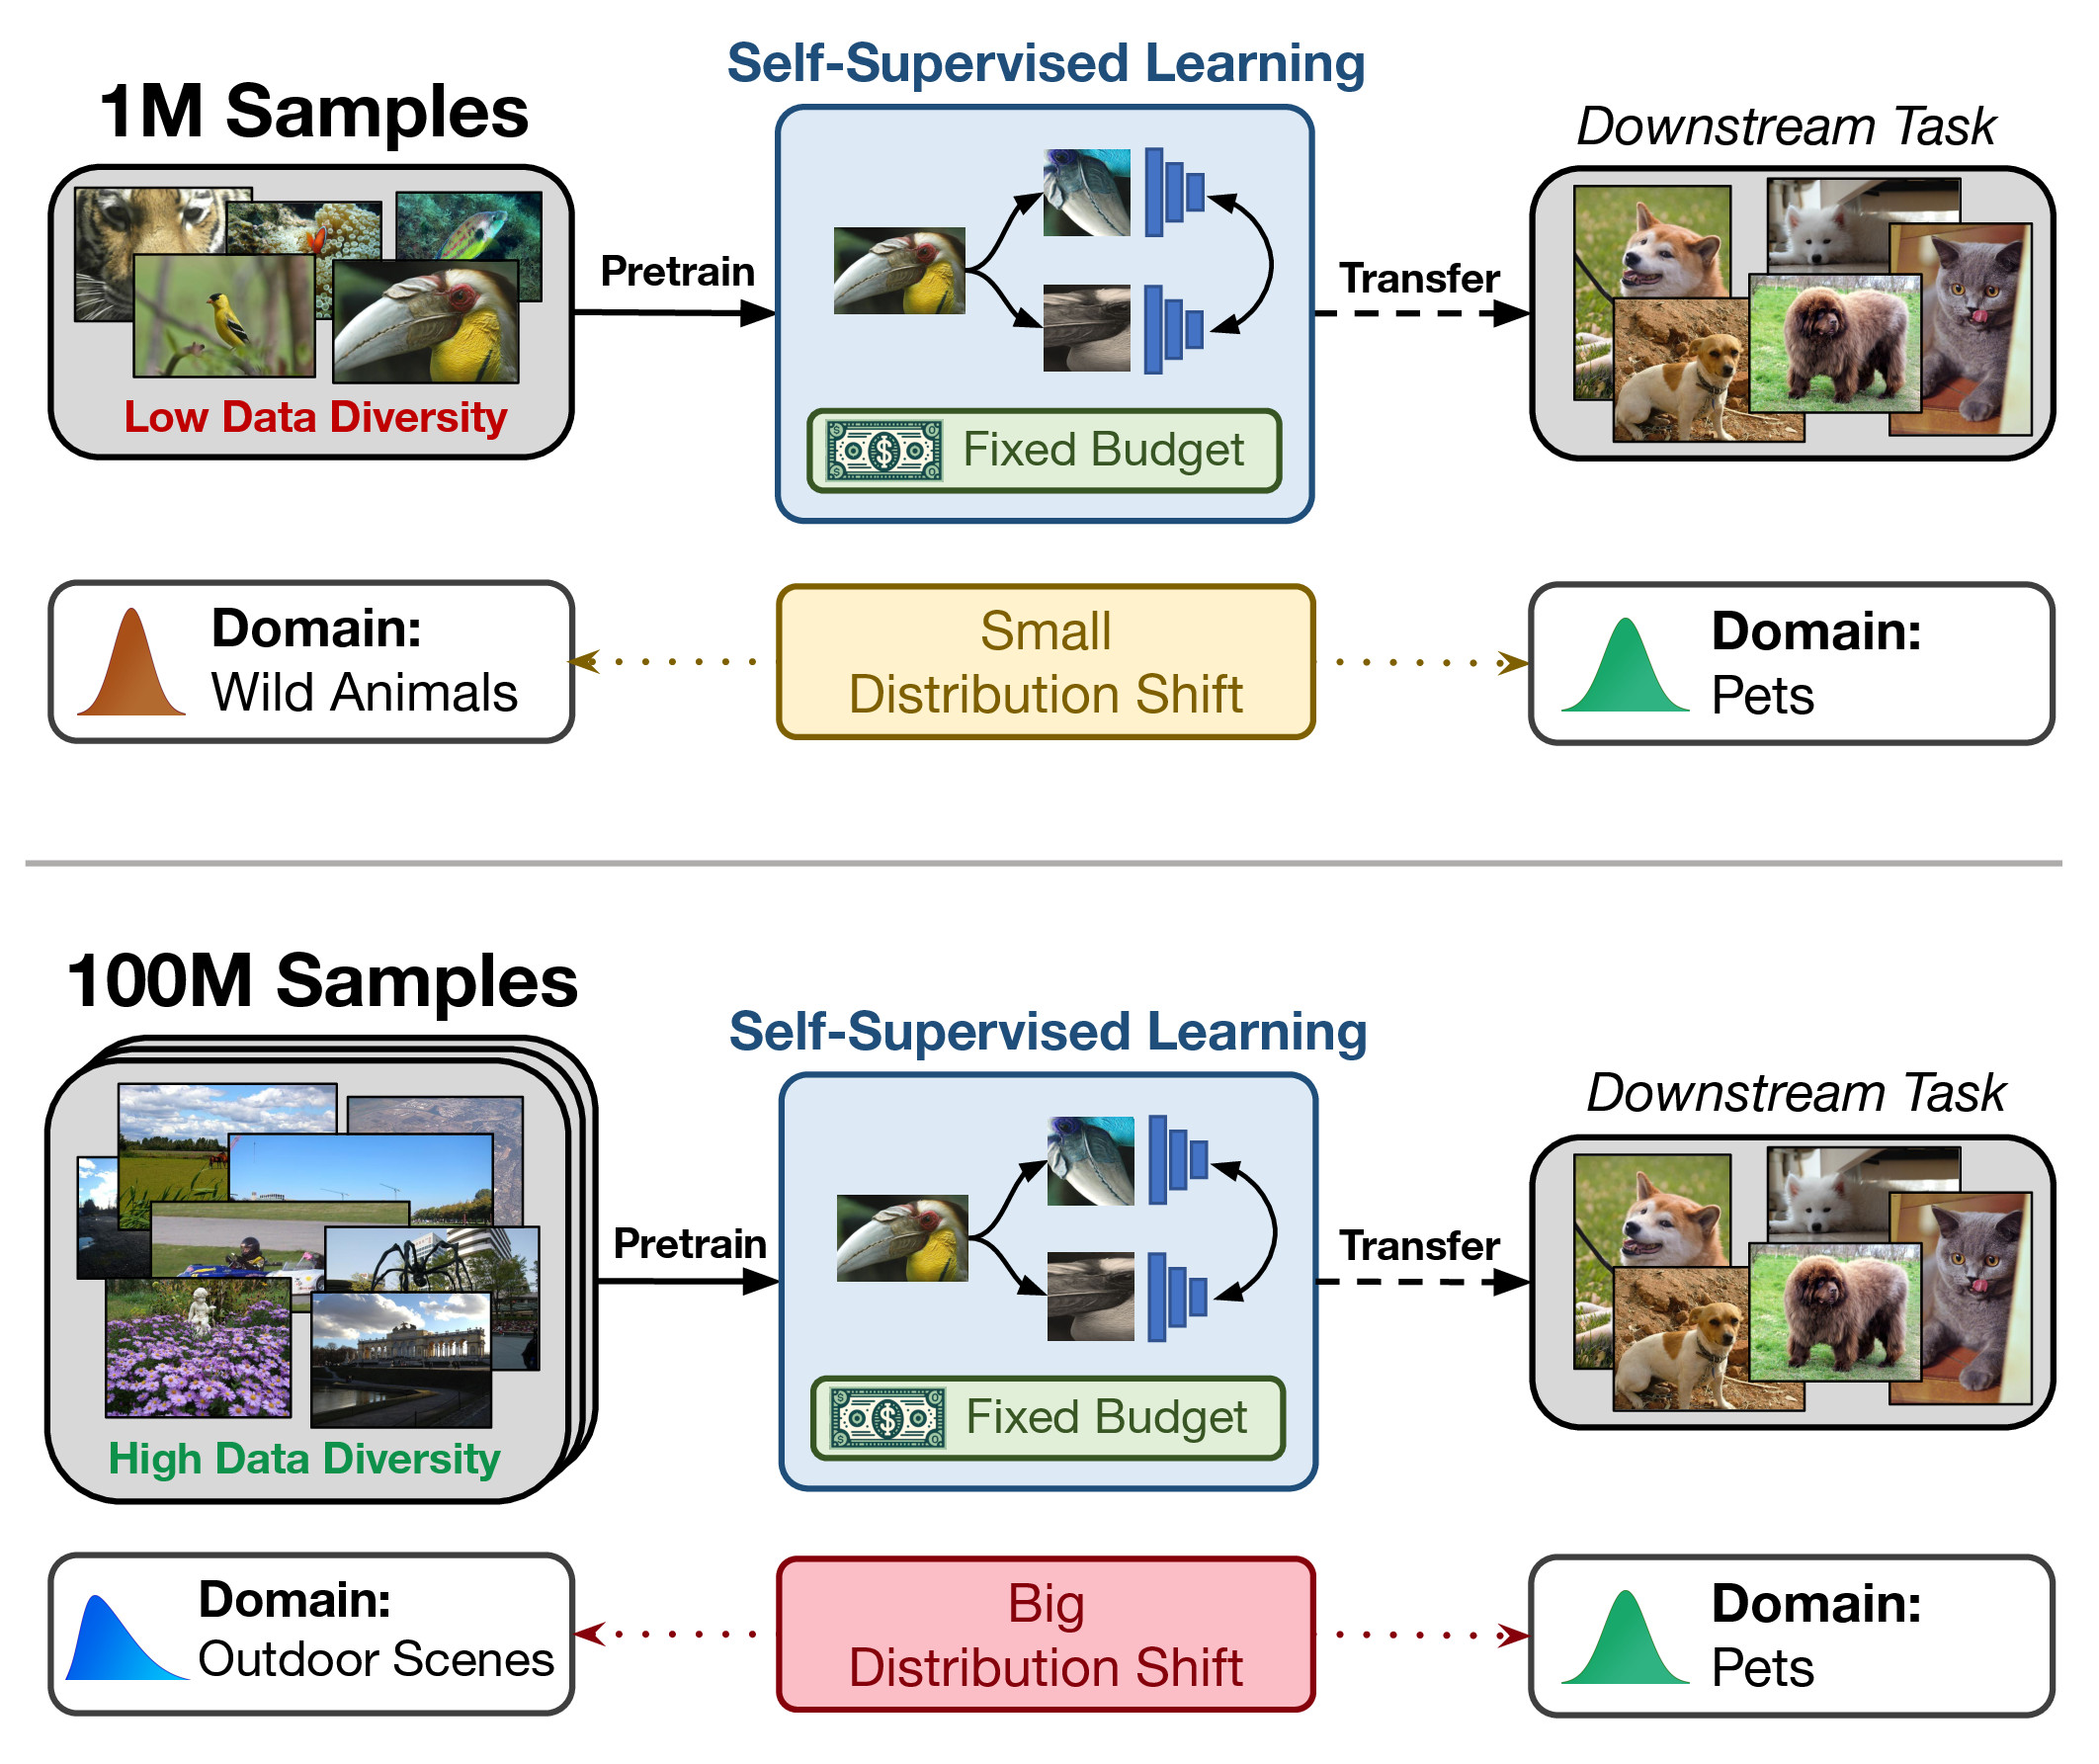 Self-Supervised Learning
1M Samples
Downstream Task
Pretrain
Transfer
Low Data Diversity
$
Fixed Budget
Domain:
Wild Animals
Small
Distribution Shift
Domain:
Pets
100M Samples
Self-Supervised Learning
Downstream Task
Pretrain
Transfer
$
Fixed Budget
High Data Diversity
Domain:
Outdoor Scenes
Big
Distribution Shift
Domain:
Pets